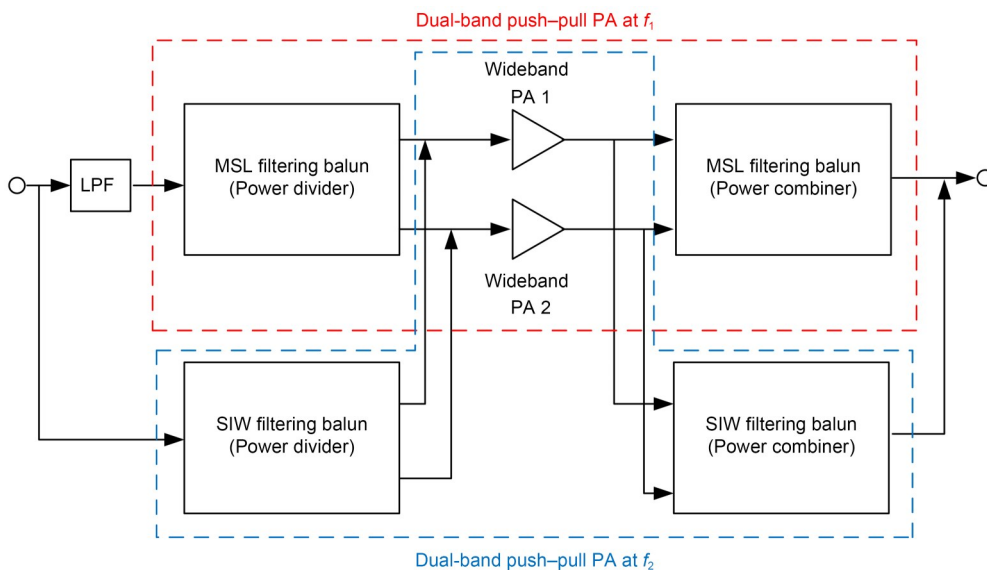 Dual-band push–pull PA at f1
Wideband
PA 1
MSL filtering balun
(Power divider)
MSL filtering balun
(Power combiner)
LPF
Wideband
PA 2
SIW filtering balun
(Power divider)
SIW filtering balun
(Power combiner)
Dual-band push–pull PA at f2